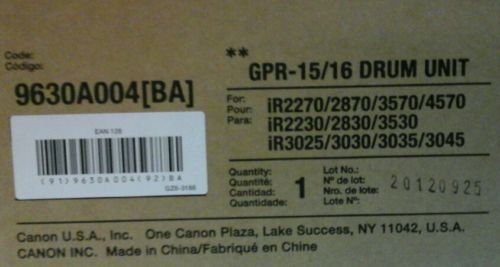 Code:
Código:
9630A004[BA]
EAN 128
(91)9630A004(92)BA
GZ6-3188
**
GPR-15/16 DRUM UNIT
For:
Pour
Para:
iR2270/2870/3570/4570
iR2230/2830/3530
iR3025/3030/3035/3045
Quantity:
Quantité:
Cantidad:
Quantidade:
1
Lot No.:
Nº de lot:
Nro. de lote:
Lote Nº:
20120925
Canon U.S.A., Inc. One Canon Plaza, Lake Success, NY 11042, U.S.A.
CANON INC. Made in China/Fabriqué en Chine